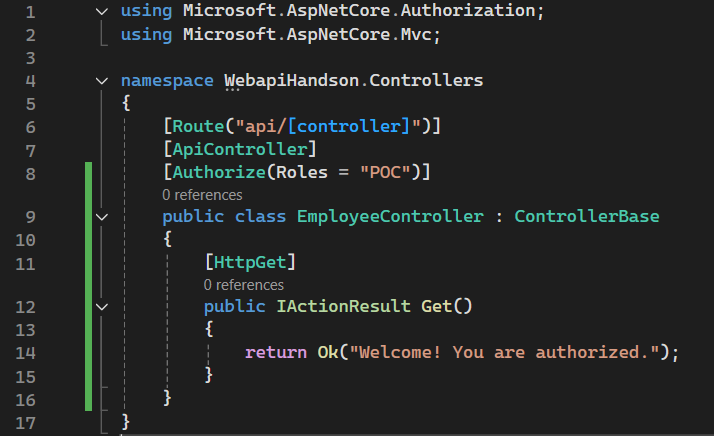 1 using Microsoft.AspNetCore.Authorization;
2 using Microsoft.AspNetCore.Mvc;
3
4 namespace WebapiHandson.Controllers
5 {
6 [Route("api/[controller]")]
7 [ApiController]
8 [Authorize(Roles = "POC")]
0 references
9 public class EmployeeController : ControllerBase
10 {
11 [HttpGet]
0 references
12 public IActionResult Get()
13 {
14 return Ok("Welcome! You are authorized.");
15 }
16 }
17 }